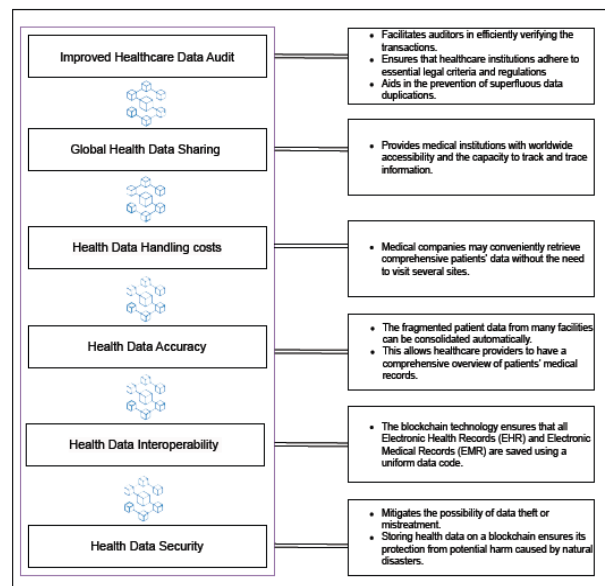 Improved Healthcare Data Audit
• Facilitates auditors in efficiently verifying the
transactions.
• Ensures that healthcare institutions adhere to
essential legal criteria and regulations
• Aids in the prevention of superfluous data
duplications.
Global Health Data Sharing
• Provides medical institutions with worldwide
accessibility and the capacity to track and trace
information.
Health Data Handling costs
• Medical companies may conveniently retrieve
comprehensive patients' data without the need
to visit several sites.
Health Data Accuracy
• The fragmented patient data from many facilities
can be consolidated automatically.
• This allows healthcare providers to have a
comprehensive overview of patients' medical
records.
Health Data Interoperability
• The blockchain technology ensures that all
Electronic Health Records (EHR) and Electronic
Medical Records (EMR) are saved using a
uniform data code.
Health Data Security
• Mitigates the possibility of data theft or
mistreatment.
• Storing health data on a blockchain ensures its
protection from potential harm caused by natural
disasters.